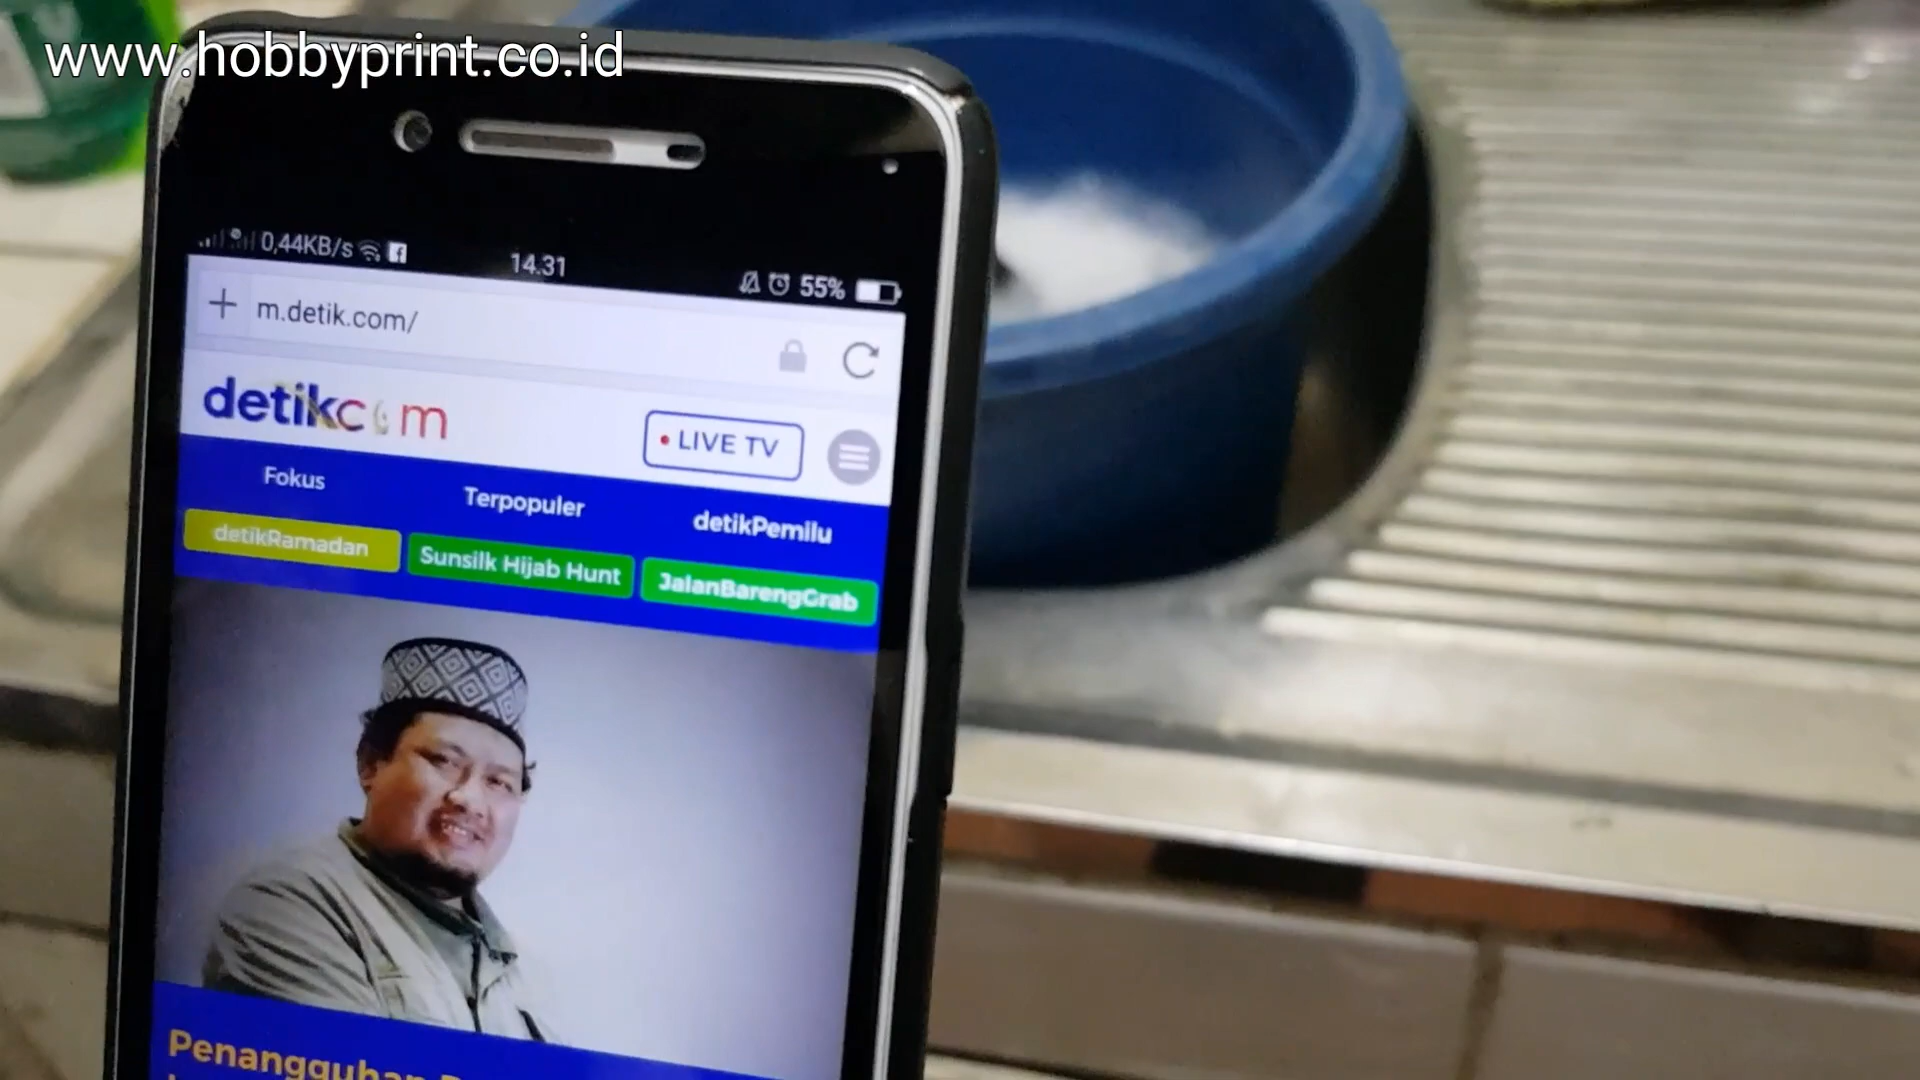 www.hobbyprint.co.id
0,44KB/s
14.31
55%
m.detik.com/
detikcom
LIVE TV
Fokus
Terpopuler
detikPemilu
detikRamadan
Sunsilk Hijab Hunt
JalanBarengGrab
Penangguhan